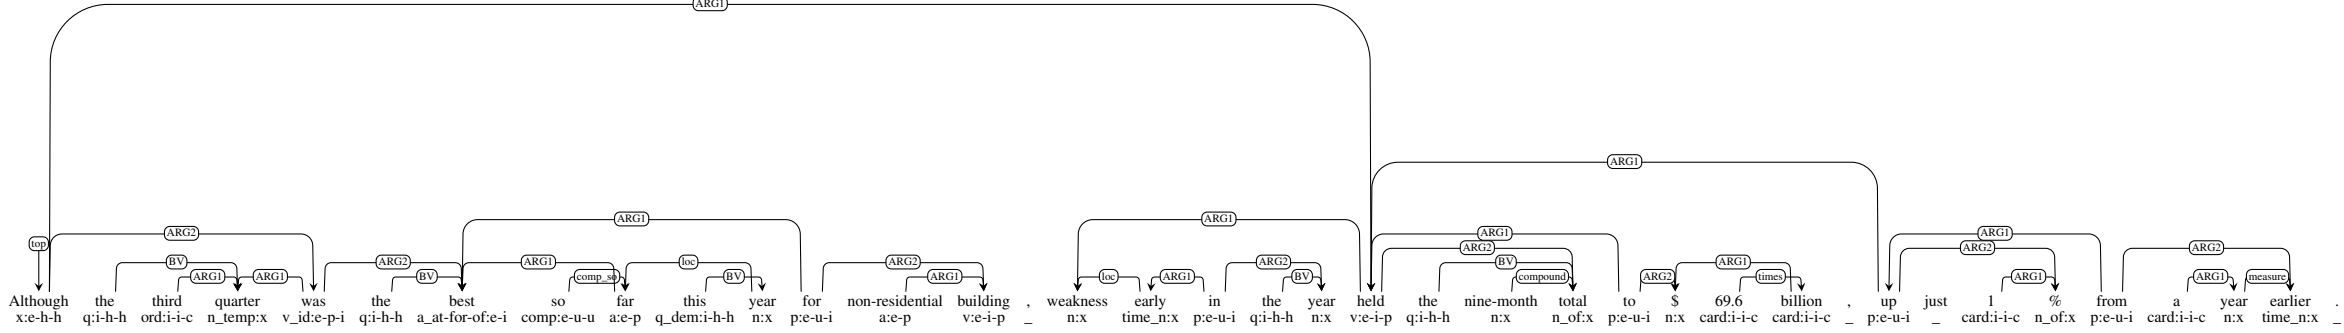 ARG1
ARG1
ARG1 ARG1
top ARG2 ARG1 ARG1
ARG2 ARG2
BV ARG2 ARG1 loc ARG2 ARG2 BV ARG1 ARG2
ARG1 ARG1 BV comp_so BV ARG1 loc ARG1 BV compound ARG2 times ARG1 ARG1 measure
Although the third quarter was the best so far this year for non-residential building , weakness early in the year held the nine-month total to $ 69.6 billion , up just 1 % from a year earlier .
x:e-h-h q:i-h-h ord:i-i-c n_temp:x v_id:e-p-i q:i-h-h a_at-for-of:e-i comp:e-u-u a:e-p q_dem:i-h-h n:x p:e-u-i a:e-p v:e-i-p _ n:x time_n:x p:e-u-i q:i-h-h n:x v:e-i-p q:i-h-h n:x n_of:x p:e-u-i n:x card:i-i-c card:i-i-c _ p:e-u-i _ card:i-i-c n_of:x p:e-u-i card:i-i-c n:x time_n:x _